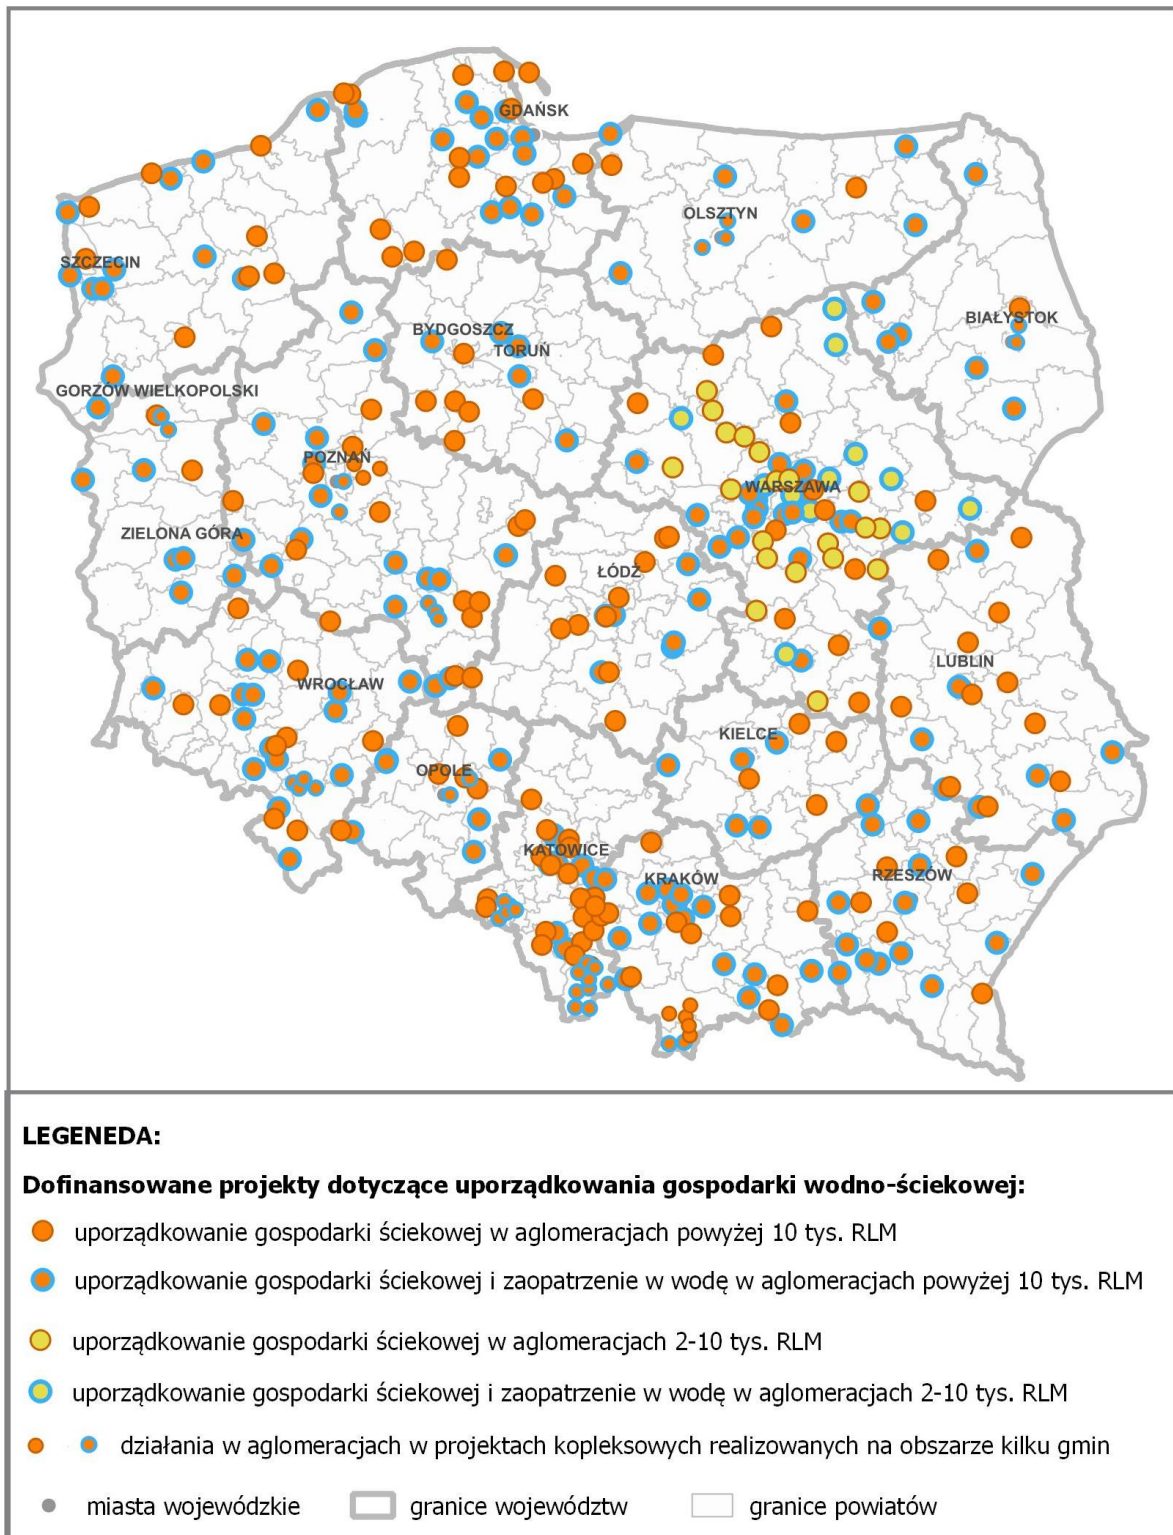 GDAŃSK
OLSZTYN
SZCZECIN
BIAŁYSTOK
BYDGOSZCZ
TORUŃ
GORZÓW WIELKOPOLSKI
POZNAŃ
WARSZAWA
ZIELONA GÓRA
ŁÓDŹ
LUBLIN
WROCŁAW
KIELCE
OPOLE
KATOWICE
KRAKÓW
RZESZÓW
LEGENEDA:
Dofinansowane projekty dotyczące uporządkowania gospodarki wodno-ściekowej:
uporządkowanie gospodarki ściekowej w aglomeracjach powyżej 10 tys. RLM
uporządkowanie gospodarki ściekowej i zaopatrzenie w wodę w aglomeracjach powyżej 10 tys. RLM
uporządkowanie gospodarki ściekowej w aglomeracjach 2-10 tys. RLM
uporządkowanie gospodarki ściekowej i zaopatrzenie w wodę w aglomeracjach 2-10 tys. RLM
działania w aglomeracjach w projektach kopleksowych realizowanych na obszarze kilku gmin
miasta wojewódzkie granice województw granice powiatów